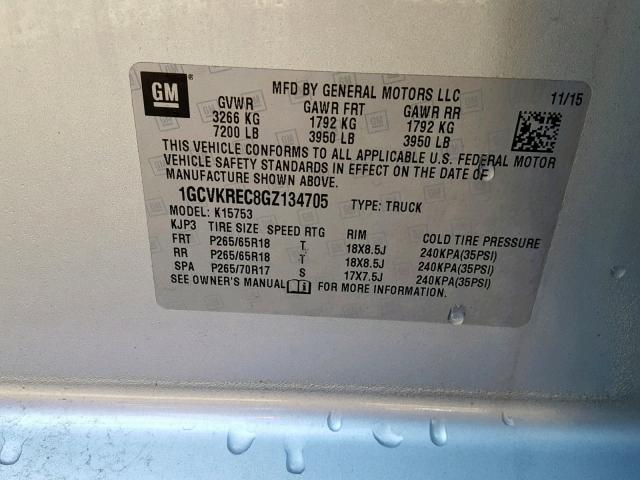 GM ®
MFD BY GENERAL MOTORS LLC 11/15
GVWR GAWR FRT GAWR RR
3266 KG 1792 KG 1792 KG
7200 LB 3950 LB 3950 LB
THIS VEHICLE CONFORMS TO ALL APPLICABLE U.S. FEDERAL MOTOR
VEHICLE SAFETY STANDARDS IN EFFECT ON THE DATE OF
MANUFACTURE SHOWN ABOVE.
1GCVKREC8GZ134705 TYPE: TRUCK
MODEL: K15753
KJP3 TIRE SIZE SPEED RTG RIM COLD TIRE PRESSURE
FRT P265/65R18 T 18X8.5J 240KPA(35PSI)
RR P265/65R18 T 18X8.5J 240KPA(35PSI)
SPA P265/70R17 S 17X7.5J 240KPA(35PSI)
SEE OWNER'S MANUAL FOR MORE INFORMATION.